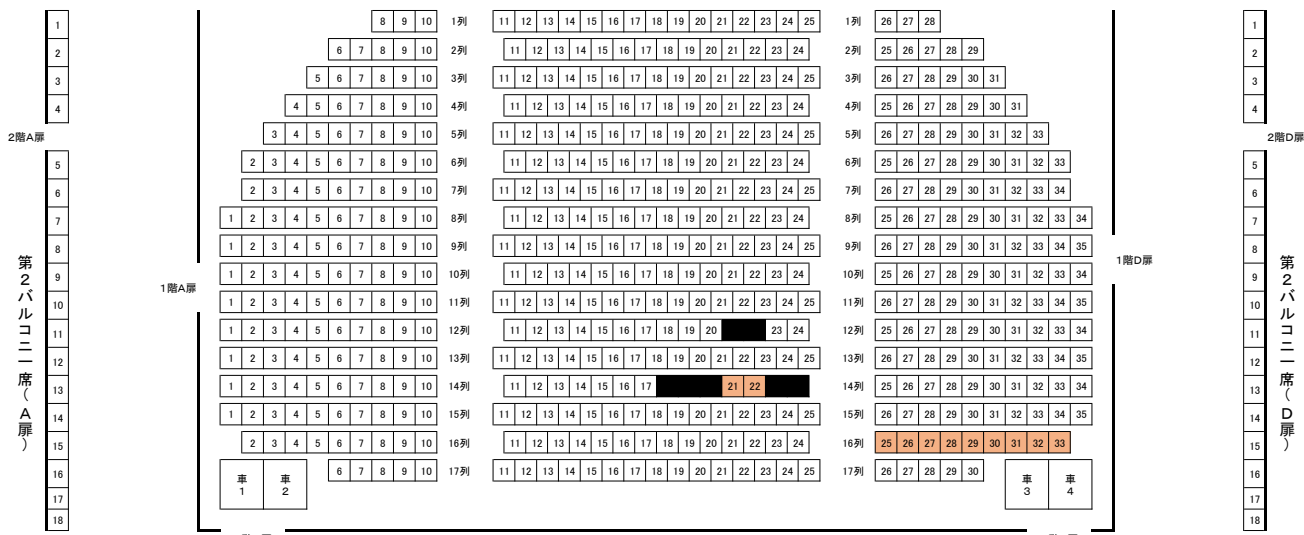 1 8 9 10 1列 11 12 13 14 15 16 17 18 19 20 21 22 23 24 25 1列 26 27 28 1
2 6 7 8 9 10 2列 11 12 13 14 15 16 17 18 19 20 21 22 23 24 2列 25 26 27 28 29 2
3 5 6 7 8 9 10 3列 11 12 13 14 15 16 17 18 19 20 21 22 23 24 25 3列 26 27 28 29 30 31 3
4 4 5 6 7 8 9 10 4列 11 12 13 14 15 16 17 18 19 20 21 22 23 24 4列 25 26 27 28 29 30 31 4
2階A扉 3 4 5 6 7 8 9 10 5列 11 12 13 14 15 16 17 18 19 20 21 22 23 24 25 5列 26 27 28 29 30 31 32 33 2階D扉
5 2 3 4 5 6 7 8 9 10 6列 11 12 13 14 15 16 17 18 19 20 21 22 23 24 6列 25 26 27 28 29 30 31 32 33 5
6 2 3 4 5 6 7 8 9 10 7列 11 12 13 14 15 16 17 18 19 20 21 22 23 24 25 7列 26 27 28 29 30 31 32 33 34 6
7 1 2 3 4 5 6 7 8 9 10 8列 11 12 13 14 15 16 17 18 19 20 21 22 23 24 8列 25 26 27 28 29 30 31 32 33 34 7
8 1 2 3 4 5 6 7 8 9 10 9列 11 12 13 14 15 16 17 18 19 20 21 22 23 24 25 9列 26 27 28 29 30 31 32 33 34 35 8
1階A扉 1階D扉
9 1 2 3 4 5 6 7 8 9 10 10列 11 12 13 14 15 16 17 18 19 20 21 22 23 24 10列 25 26 27 28 29 30 31 32 33 34 9
10 1 2 3 4 5 6 7 8 9 10 11列 11 12 13 14 15 16 17 18 19 20 21 22 23 24 25 11列 26 27 28 29 30 31 32 33 34 35 10
11 1 2 3 4 5 6 7 8 9 10 12列 11 12 13 14 15 16 17 18 19 20 23 24 12列 25 26 27 28 29 30 31 32 33 34 11
12 1 2 3 4 5 6 7 8 9 10 13列 11 12 13 14 15 16 17 18 19 20 21 22 23 24 25 13列 26 27 28 29 30 31 32 33 34 35 12
13 1 2 3 4 5 6 7 8 9 10 14列 11 12 13 14 15 16 17 21 22 14列 25 26 27 28 29 30 31 32 33 34 13
14 1 2 3 4 5 6 7 8 9 10 15列 11 12 13 14 15 16 17 18 19 20 21 22 23 24 25 15列 26 27 28 29 30 31 32 33 34 35 14
15 2 3 4 5 6 7 8 9 10 16列 11 12 13 14 15 16 17 18 19 20 21 22 23 24 16列 25 26 27 28 29 30 31 32 33 15
16 車1 車2 6 7 8 9 10 17列 11 12 13 14 15 16 17 18 19 20 21 22 23 24 25 17列 26 27 28 29 30 車3 車4 16
17 17
18 18
第2バルコニー席(A扉)
第2バルコニー席(D扉)